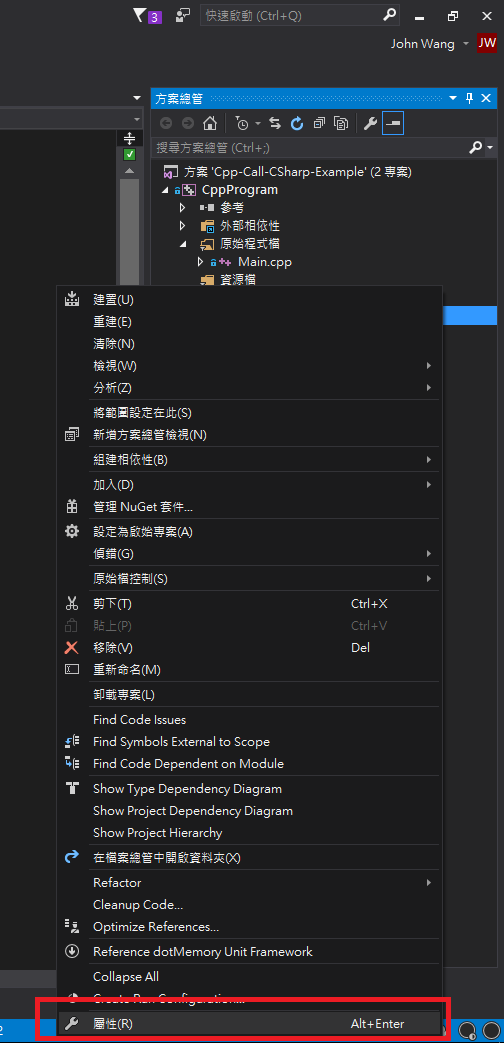 3
快速啟動 (Ctrl+Q)
John Wang
JW
方案總管
搜尋方案總管 (Ctrl+;)
方案 'Cpp-Call-CSharp-Example' (2 專案)
CppProgram
參考
外部相依性
原始程式檔
Main.cpp
資源檔
建置(U)
重建(E)
清除(N)
檢視(W)
分析(Z)
將範圍設定在此(S)
新增方案總管檢視(N)
組建相依性(B)
加入(D)
管理 NuGet 套件...
設定為啟始專案(A)
偵錯(G)
原始檔控制(S)
剪下(T) Ctrl+X
貼上(P) Ctrl+V
移除(V) Del
重新命名(M)
卸載專案(L)
Find Code Issues
Find Symbols External to Scope
Find Code Dependent on Module
Show Type Dependency Diagram
Show Project Dependency Diagram
Show Project Hierarchy
在檔案總管中開啟資料夾(X)
Refactor
Cleanup Code...
Optimize References...
Reference dotMemory Unit Framework
Collapse All
Create Run Configuration...
屬性(R) Alt+Enter
2